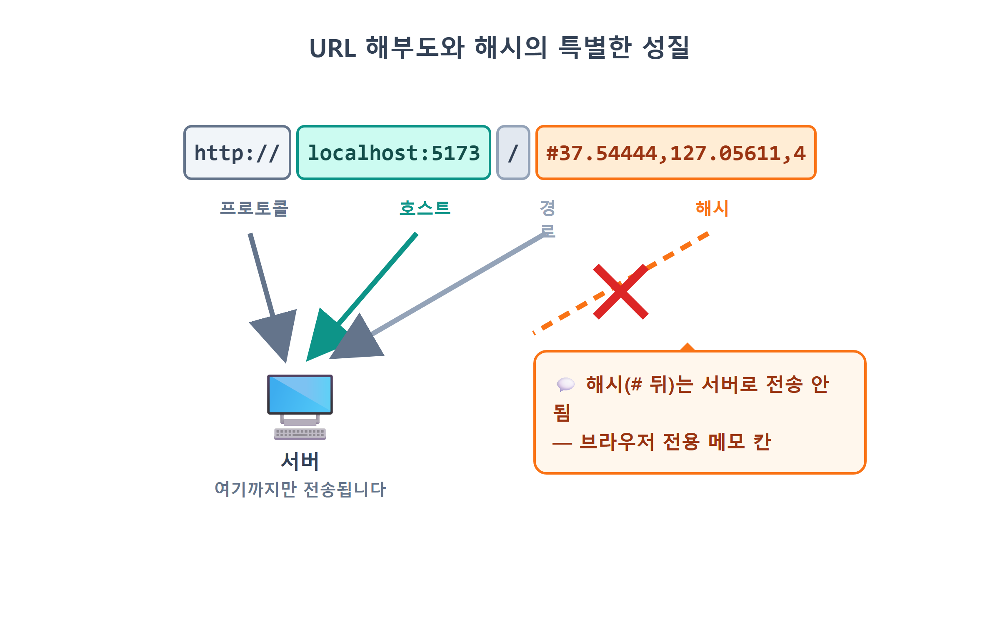 URL 해부도와 해시의 특별한 성질
http:// localhost:5173 / #37.54444,127.05611,4
프로토콜 호스트 경 해시
로
해시(# 뒤)는 서버로 전송 안
됨
— 브라우저 전용 메모 칸
서버
여기까지만 전송됩니다